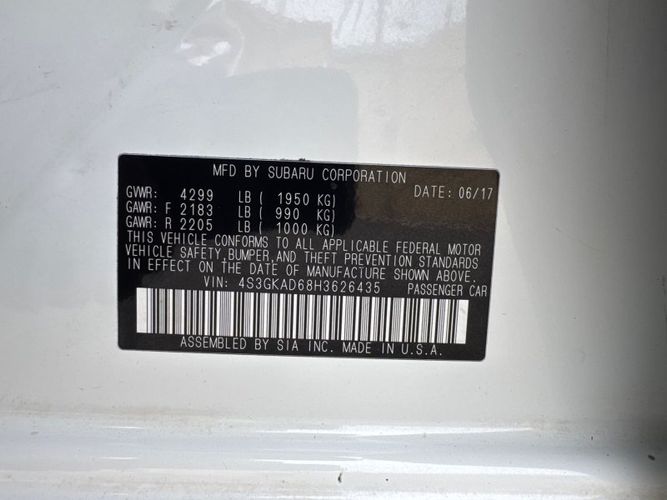 MFD BY SUBARU CORPORATION
GVWR: 4299 LB ( 1950 KG) DATE: 06/17
GAWR: F 2183 LB ( 990 KG)
GAWR: R 2205 LB ( 1000 KG)
THIS VEHICLE CONFORMS TO ALL APPLICABLE FEDERAL MOTOR
VEHICLE SAFETY,BUMPER,AND THEFT PREVENTION STANDARDS
IN EFFECT ON THE DATE OF MANUFACTURE SHOWN ABOVE.
VIN: 4S3GKAD68H3626435 PASSENGER CAR
ASSEMBLED BY SIA INC. MADE IN U.S.A.